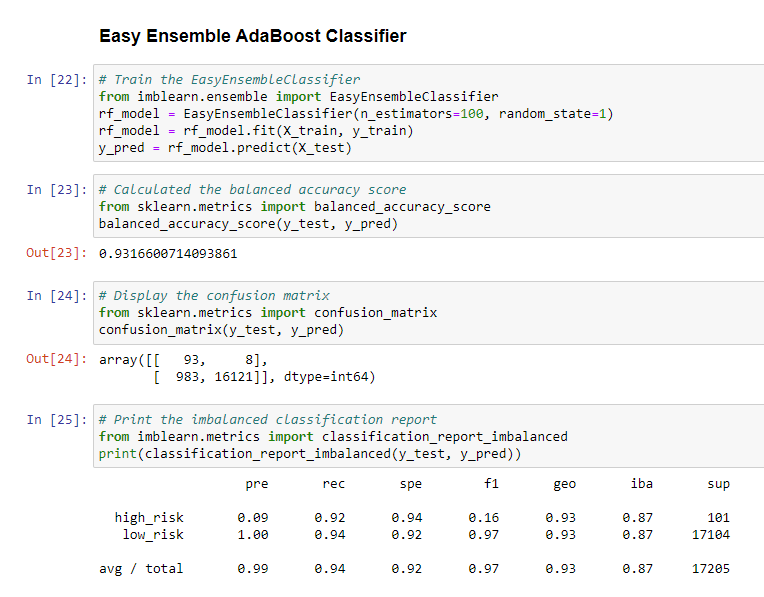 Easy Ensemble AdaBoost Classifier
In [22]: # Train the EasyEnsembleClassifier
from imblearn.ensemble import EasyEnsembleClassifier
rf_model = EasyEnsembleClassifier(n_estimators=100, random_state=1)
rf_model = rf_model.fit(X_train, y_train)
y_pred = rf_model.predict(X_test)
In [23]: # Calculated the balanced accuracy score
from sklearn.metrics import balanced_accuracy_score
balanced_accuracy_score(y_test, y_pred)
Out[23]: 0.9316600714093861
In [24]: # Display the confusion matrix
from sklearn.metrics import confusion_matrix
confusion_matrix(y_test, y_pred)
Out[24]: array([[   93,     8],
       [  983, 16121]], dtype=int64)
In [25]: # Print the imbalanced classification report
from imblearn.metrics import classification_report_imbalanced
print(classification_report_imbalanced(y_test, y_pred))
pre rec spe f1 geo iba sup
high_risk 0.09 0.92 0.94 0.16 0.93 0.87 101
low_risk 1.00 0.94 0.92 0.97 0.93 0.87 17104
avg / total 0.99 0.94 0.92 0.97 0.93 0.87 17205